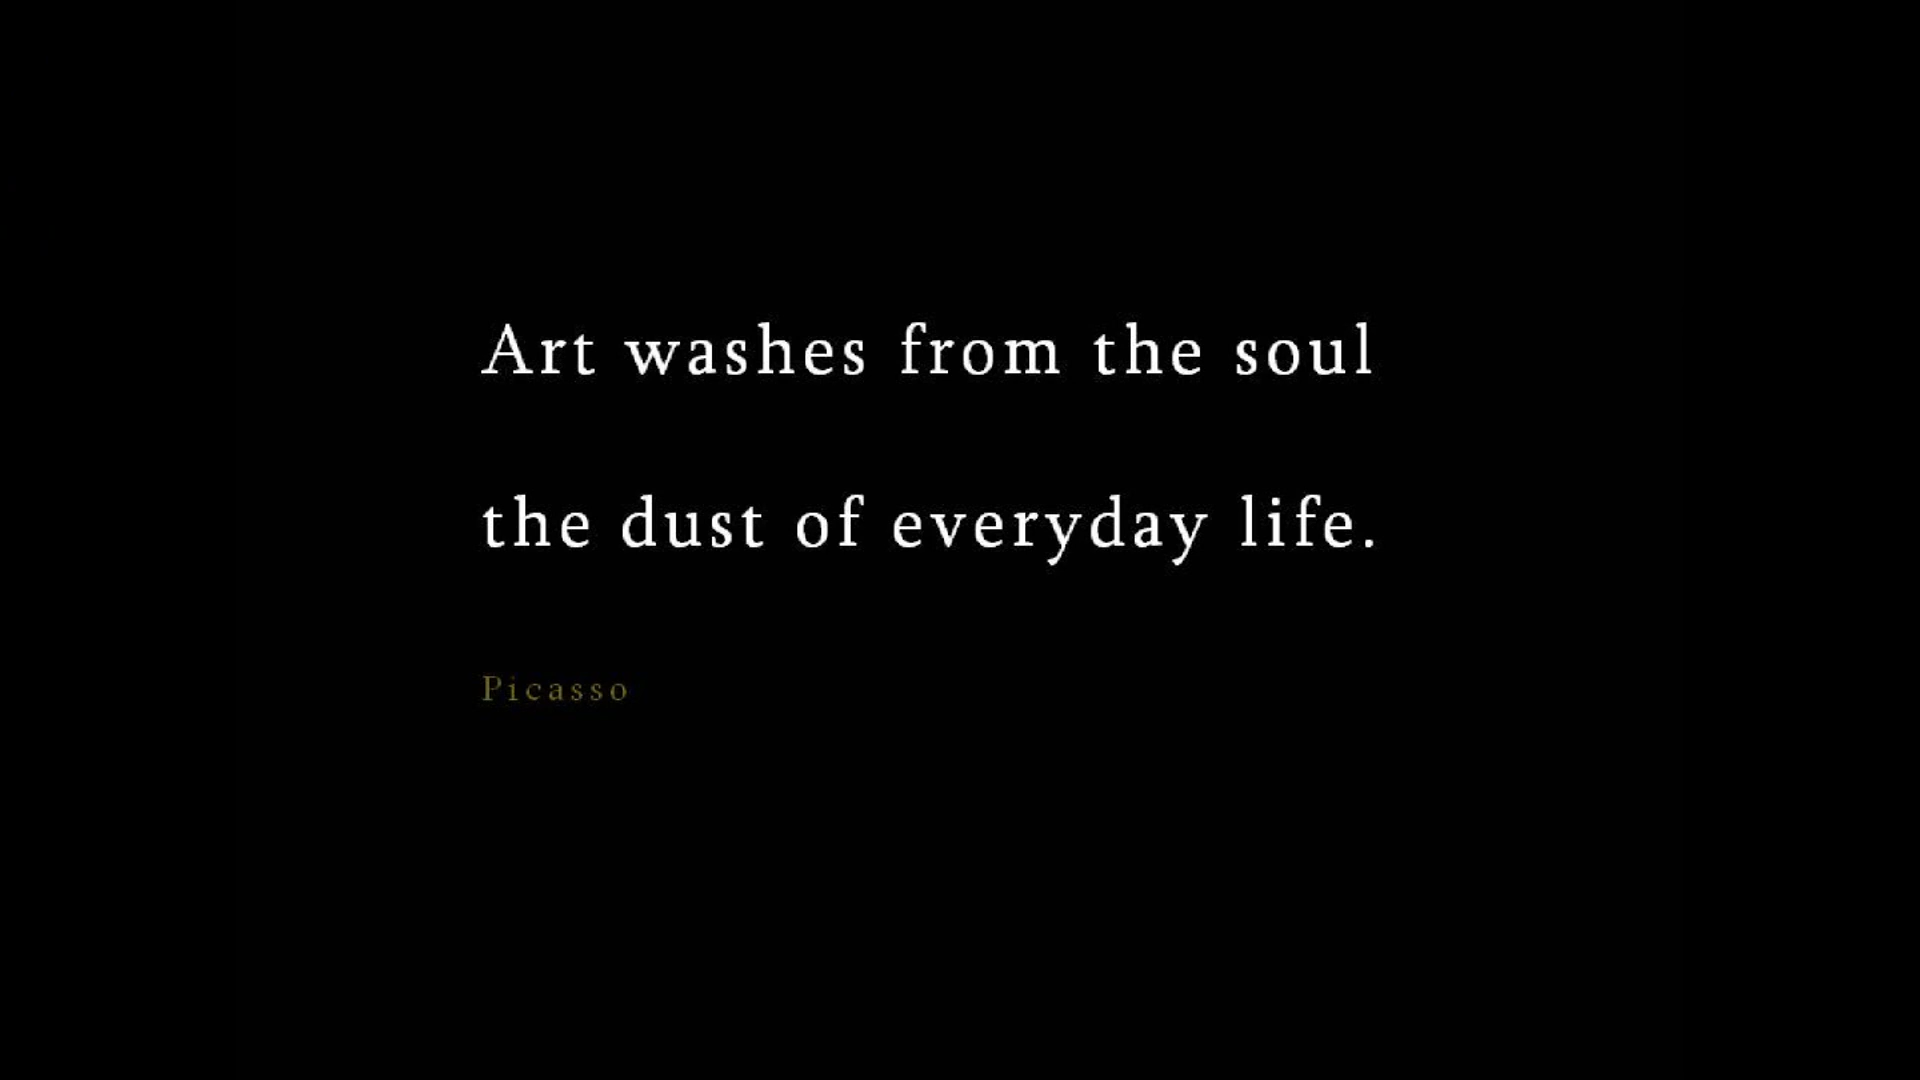 Art washes from the soul
the dust of everyday life.
Picasso